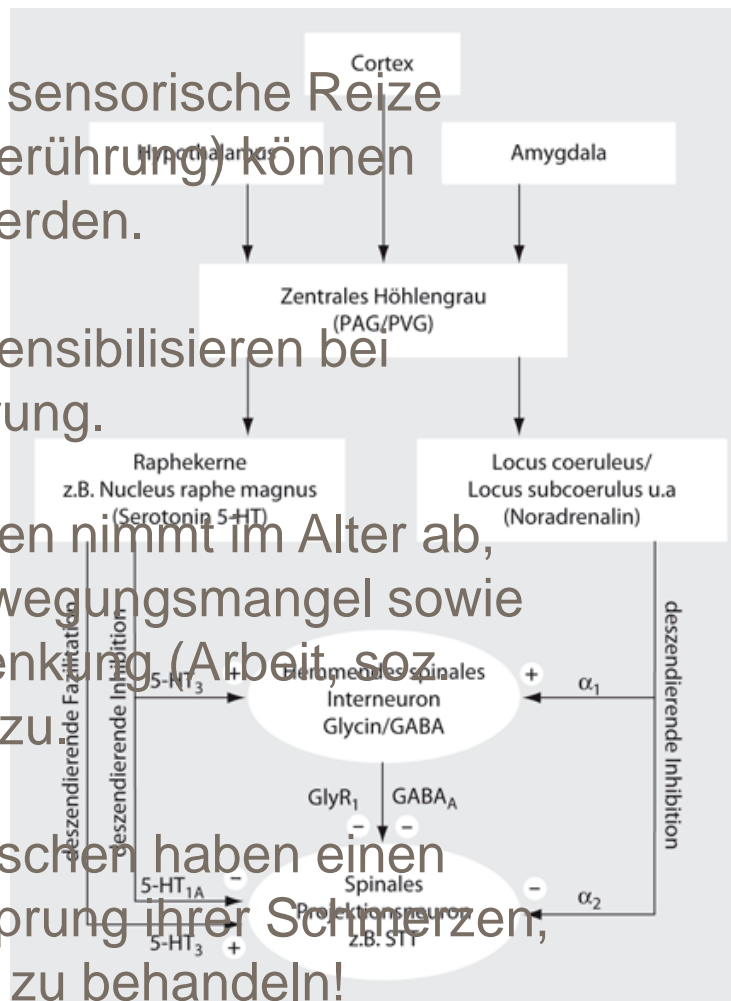 Cortex
sensorische Reize
erührung) können
Hypothalamus
Amygdala
erden.
Zentrales Höhlengrau
(PAG/PVG)
ensibilisieren bei
ung.
Raphekerne
z.B. Nucleus raphe magnus
(Serotonin 5-HT)
Locus coeruleus/
Locus subcoerulus u.a
(Noradrenalin)
en nimmt im Alter ab,
wegungsmangel sowie
enkung (Arbeit, soz.
zu.
deszendierende Fazilitation
deszendierende Inhibition
deszendierende Inhibition
5-HT3 +
Hemmendes spinales
Interneuron
Glycin/GABA
+ α1
GlyR1 GABAA
− −
schen haben einen
prung ihrer Schmerzen,
zu behandeln!
5-HT1A −
5-HT3 +
Spinales
Projektionsneuron
z.B. STT
− α2